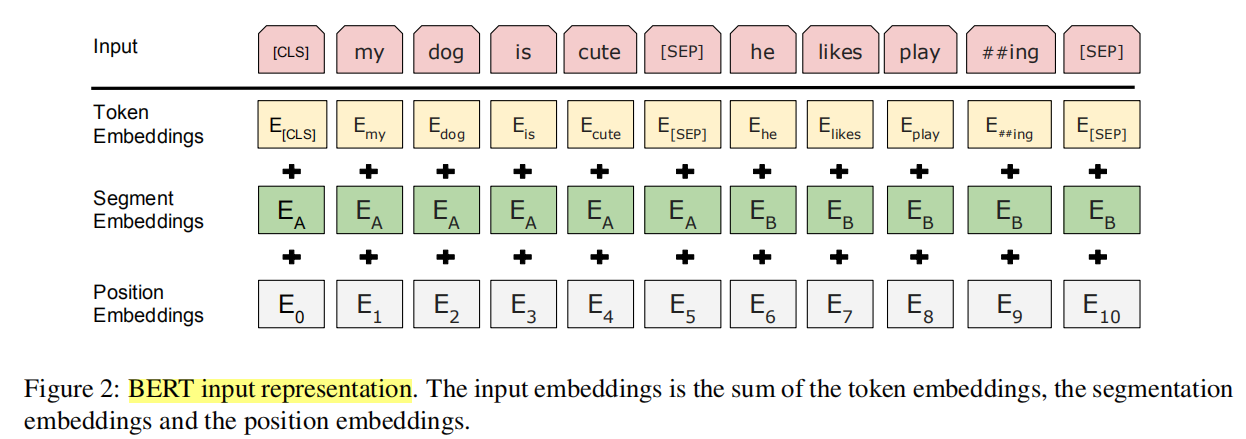 Input [CLS] my dog is cute [SEP] he likes play ##ing [SEP]
Token
Embeddings
E[CLS] Emy Edog Eis Ecute E[SEP] Ehe Elikes Eplay E##ing E[SEP]
+ + + + + + + + + + +
Segment
Embeddings
EA EA EA EA EA EA EB EB EB EB EB
+ + + + + + + + + + +
Position
Embeddings
E0 E1 E2 E3 E4 E5 E6 E7 E8 E9 E10
Figure 2: BERT input representation. The input embeddings is the sum of the token embeddings, the segmentation
embeddings and the position embeddings.